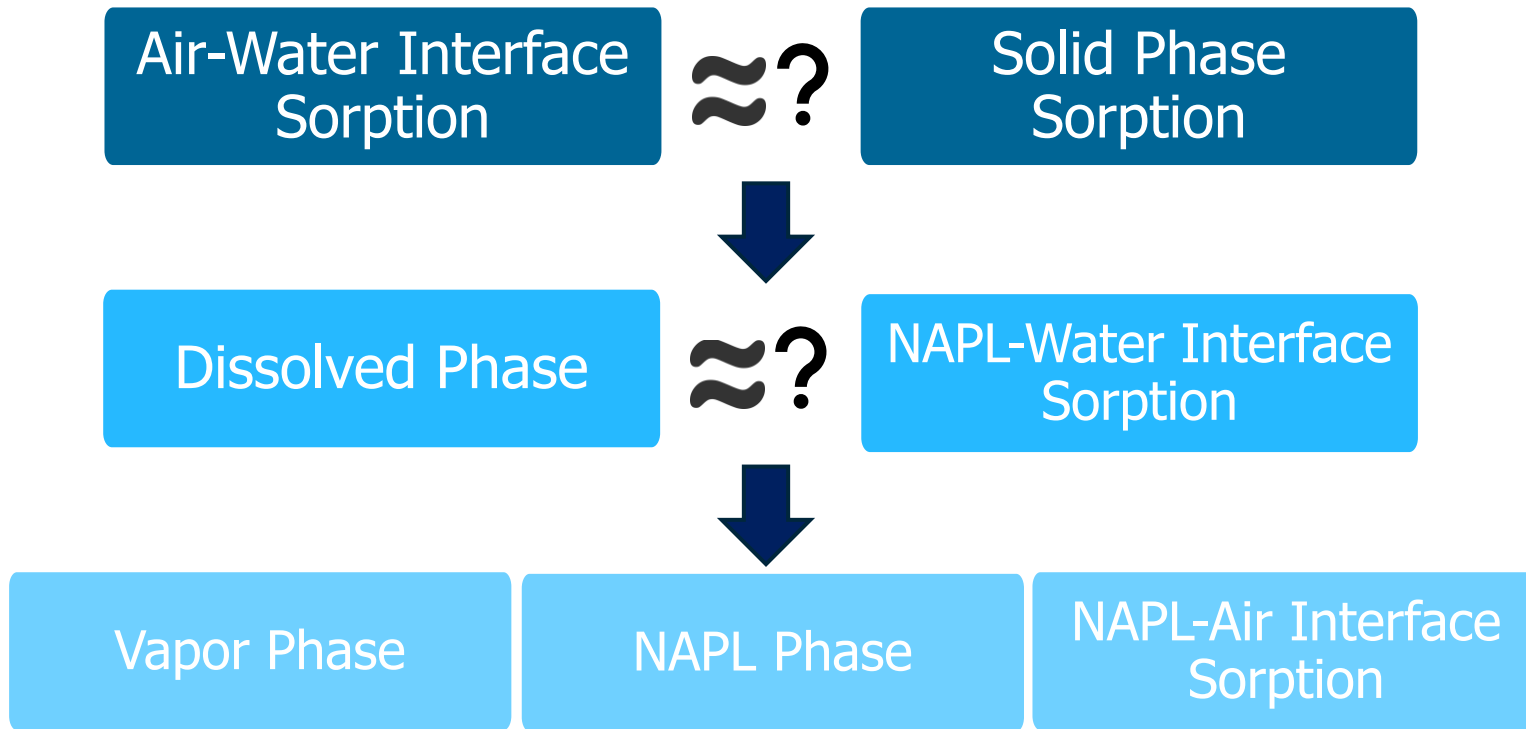 Air-Water Interface
Sorption
≈?
Solid Phase
Sorption
Dissolved Phase
≈?
NAPL-Water Interface
Sorption
Vapor Phase
NAPL Phase
NAPL-Air Interface
Sorption